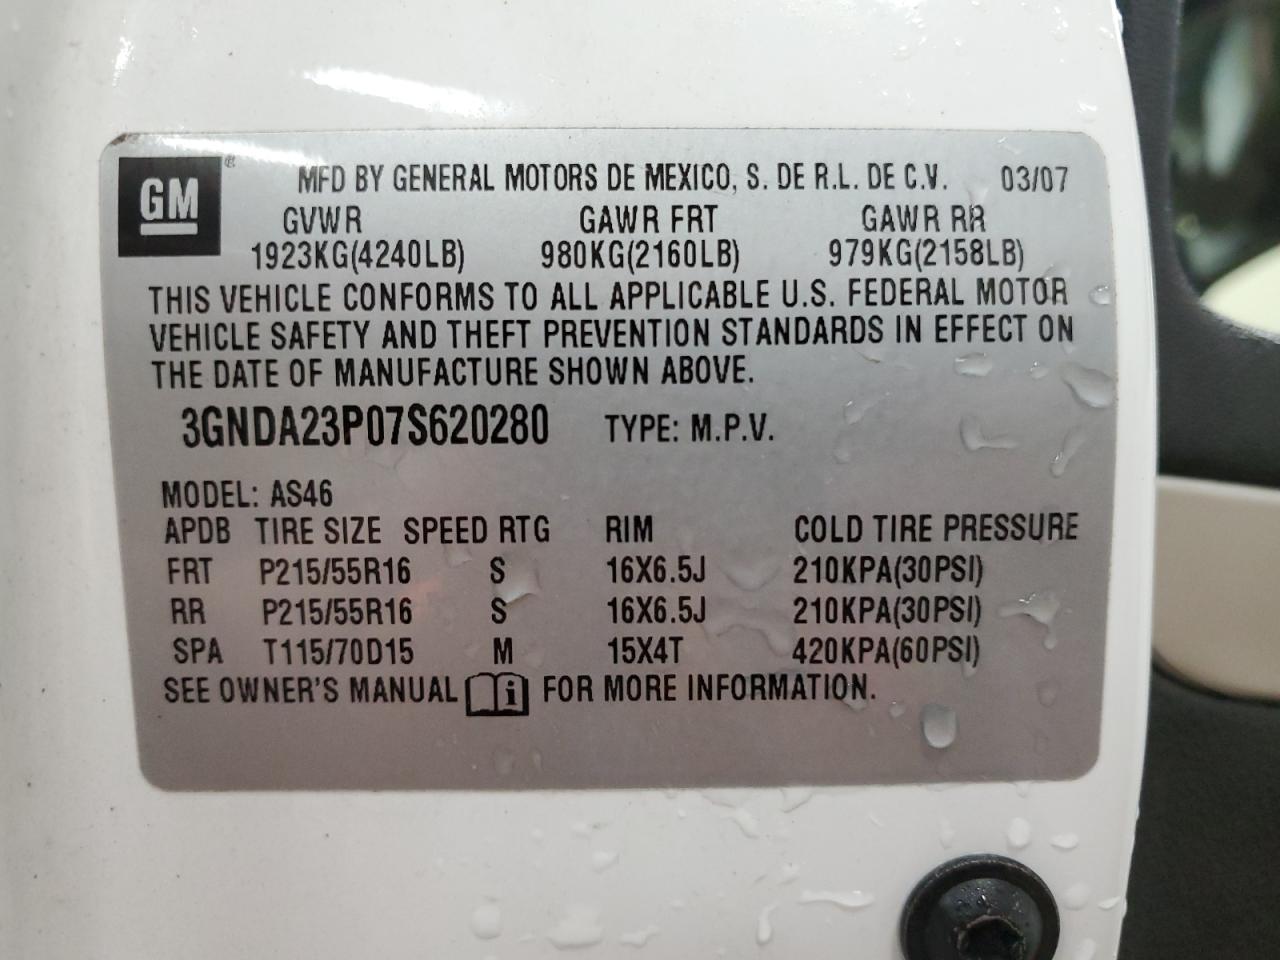 GM ®
MFD BY GENERAL MOTORS DE MEXICO, S. DE R.L. DE C.V. 03/07
GVWR GAWR FRT GAWR RR
1923KG(4240LB) 980KG(2160LB) 979KG(2158LB)
THIS VEHICLE CONFORMS TO ALL APPLICABLE U.S. FEDERAL MOTOR
VEHICLE SAFETY AND THEFT PREVENTION STANDARDS IN EFFECT ON
THE DATE OF MANUFACTURE SHOWN ABOVE.
3GNDA23P07S620280 TYPE: M.P.V.
MODEL: AS46
APDB TIRE SIZE SPEED RTG RIM COLD TIRE PRESSURE
FRT P215/55R16 S 16X6.5J 210KPA(30PSI)
RR P215/55R16 S 16X6.5J 210KPA(30PSI)
SPA T115/70D15 M 15X4T 420KPA(60PSI)
SEE OWNER'S MANUAL i FOR MORE INFORMATION.